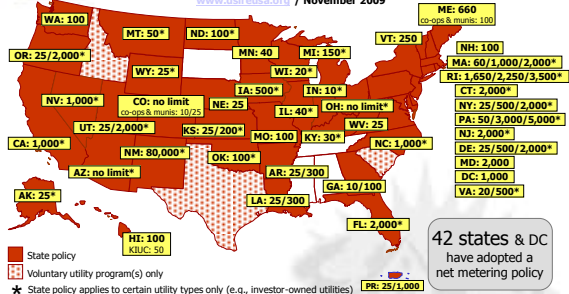 www.dsireusa.org / November 2009
WA: 100
OR: 25/2,000*
MT: 50*
ND: 100*
WY: 25*
NV: 1,000*
UT: 25/2,000*
CO: no limit
co-ops & munis: 10/25
CA: 1,000*
AZ: no limit*
NM: 80,000*
NE: 25
KS: 25/200*
OK: 100*
MN: 40
IA: 500*
WI: 20*
MI: 150*
IL: 40*
IN: 10*
OH: no limit*
MO: 100
KY: 30*
WV: 25
NC: 1,000*
AR: 25/300
LA: 25/300
GA: 10/100
FL: 2,000*
VT: 250
ME: 660
co-ops & munis: 100
NH: 100
MA: 60/1,000/2,000*
RI: 1,650/2,250/3,500*
CT: 2,000*
NY: 25/500/2,000*
PA: 50/3,000/5,000*
NJ: 2,000*
DE: 25/500/2,000*
MD: 2,000
DC: 1,000
VA: 20/500*
AK: 25*
HI: 100
KIUC: 50
PR: 25/1,000
42 states & DC
have adopted a
net metering policy
State policy
Voluntary utility program(s) only
* State policy applies to certain utility types only (e.g., investor-owned utilities)